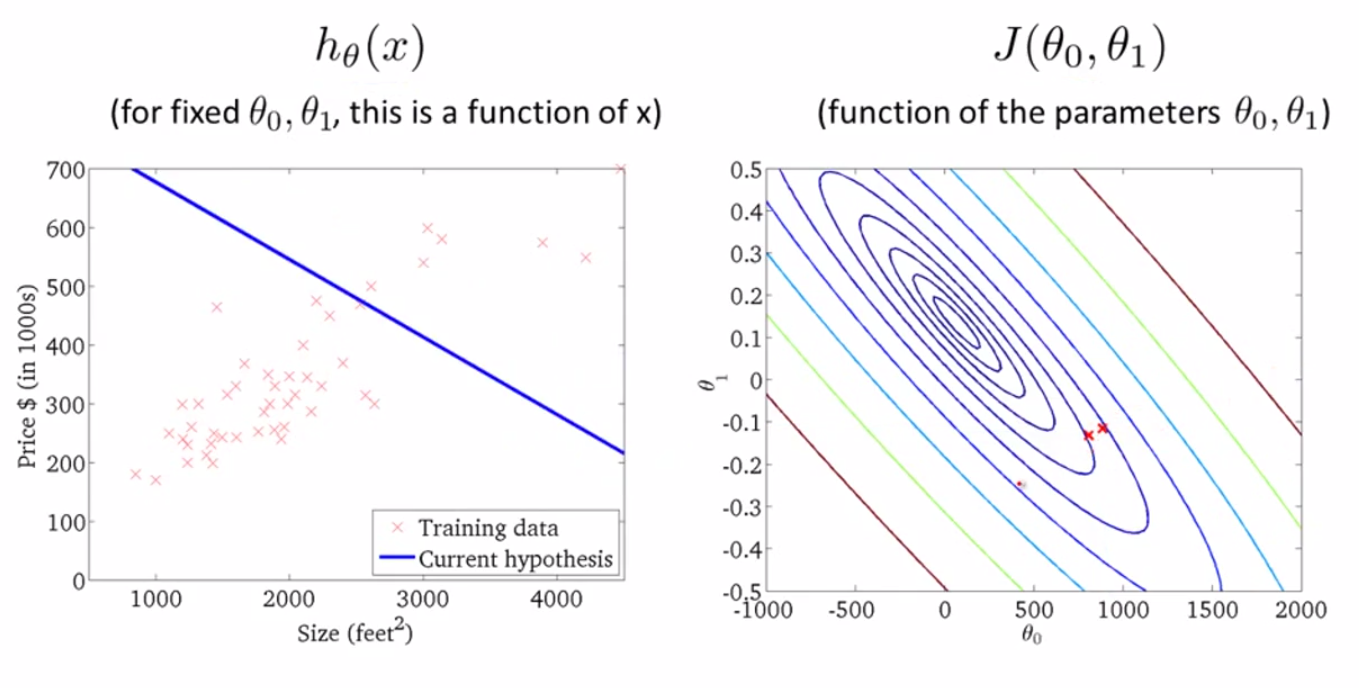 hθ(x)
(for fixed θ0, θ1, this is a function of x)
700
600
500
400
300
200
100
0
1000 2000 3000 4000
Price $ (in 1000s)
Size (feet²)
Training data
Current hypothesis
J(θ0, θ1)
(function of the parameters θ0, θ1)
0.5
0.4
0.3
0.2
0.1
0
-0.1
-0.2
-0.3
-0.4
-0.5
-1000 -500 0 500 1000 1500 2000
θ1
θ0